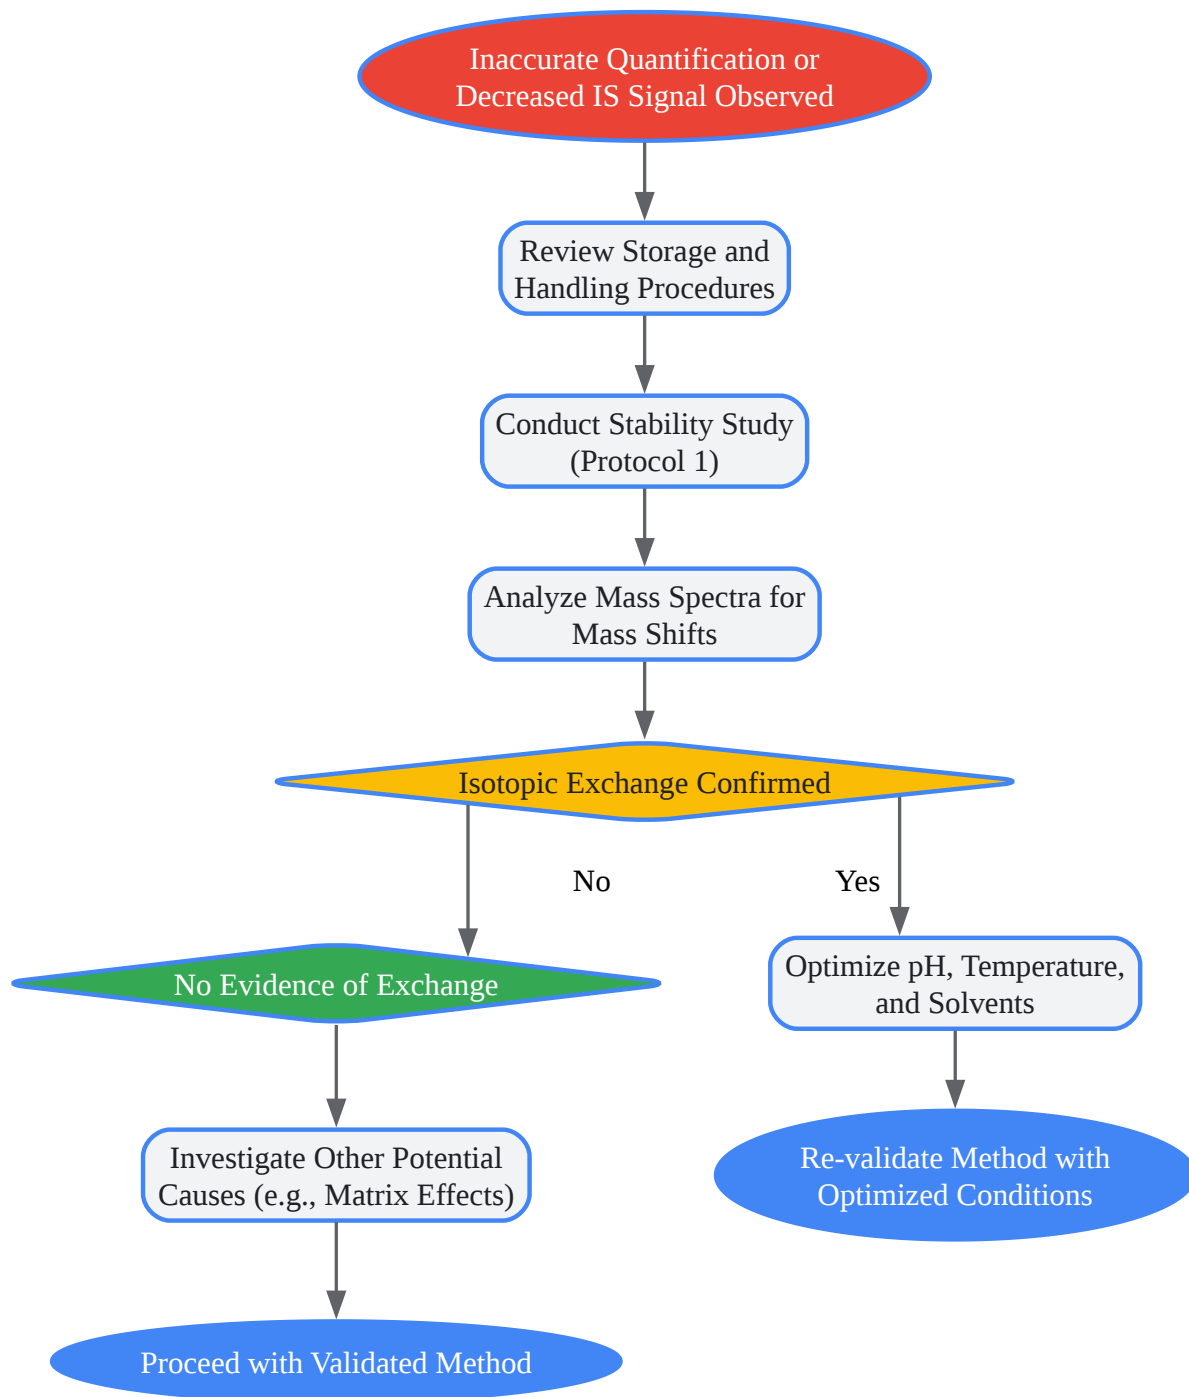 Inaccurate Quantification or
Decreased IS Signal Observed
Review Storage and
Handling Procedures
Conduct Stability Study
(Protocol 1)
Analyze Mass Spectra for
Mass Shifts
Isotopic Exchange Confirmed
No
Yes
No Evidence of Exchange
Optimize pH, Temperature,
and Solvents
Investigate Other Potential
Causes (e.g., Matrix Effects)
Re-validate Method with
Optimized Conditions
Proceed with Validated Method